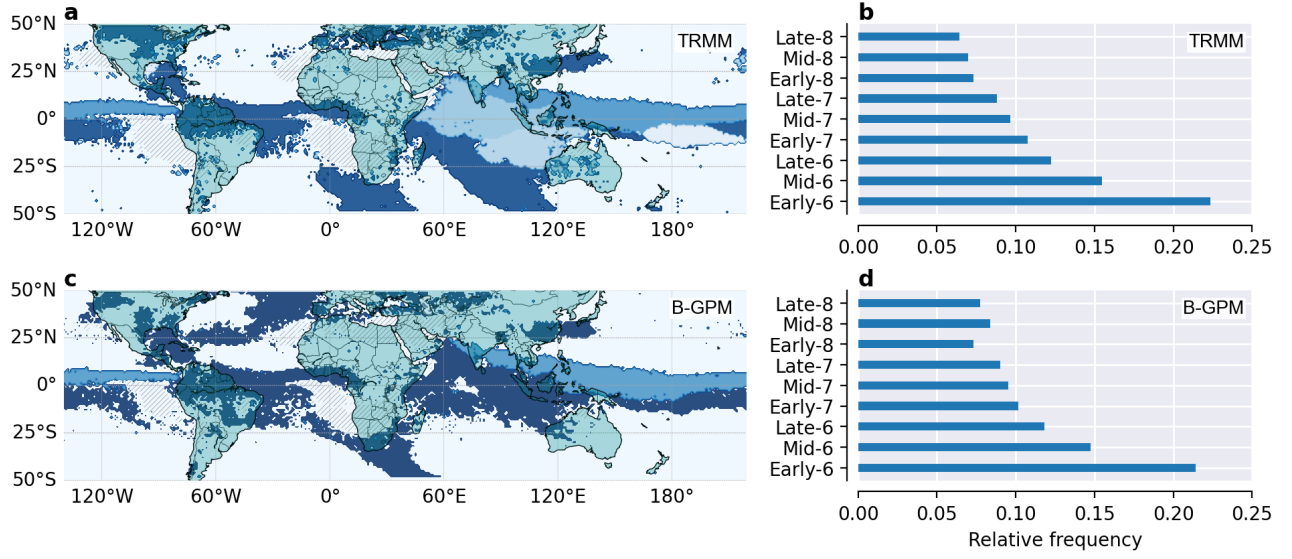 a
50°N
25°N
0°
25°S
50°S
TRMM
120°W 60°W 0° 60°E 120°E 180°
b
Late-8
Mid-8
Early-8
Late-7
Mid-7
Early-7
Late-6
Mid-6
Early-6
TRMM
0.00 0.05 0.10 0.15 0.20 0.25
c
50°N
25°N
0°
25°S
50°S
B-GPM
120°W 60°W 0° 60°E 120°E 180°
d
Late-8
Mid-8
Early-8
Late-7
Mid-7
Early-7
Late-6
Mid-6
Early-6
B-GPM
0.00 0.05 0.10 0.15 0.20 0.25
Relative frequency